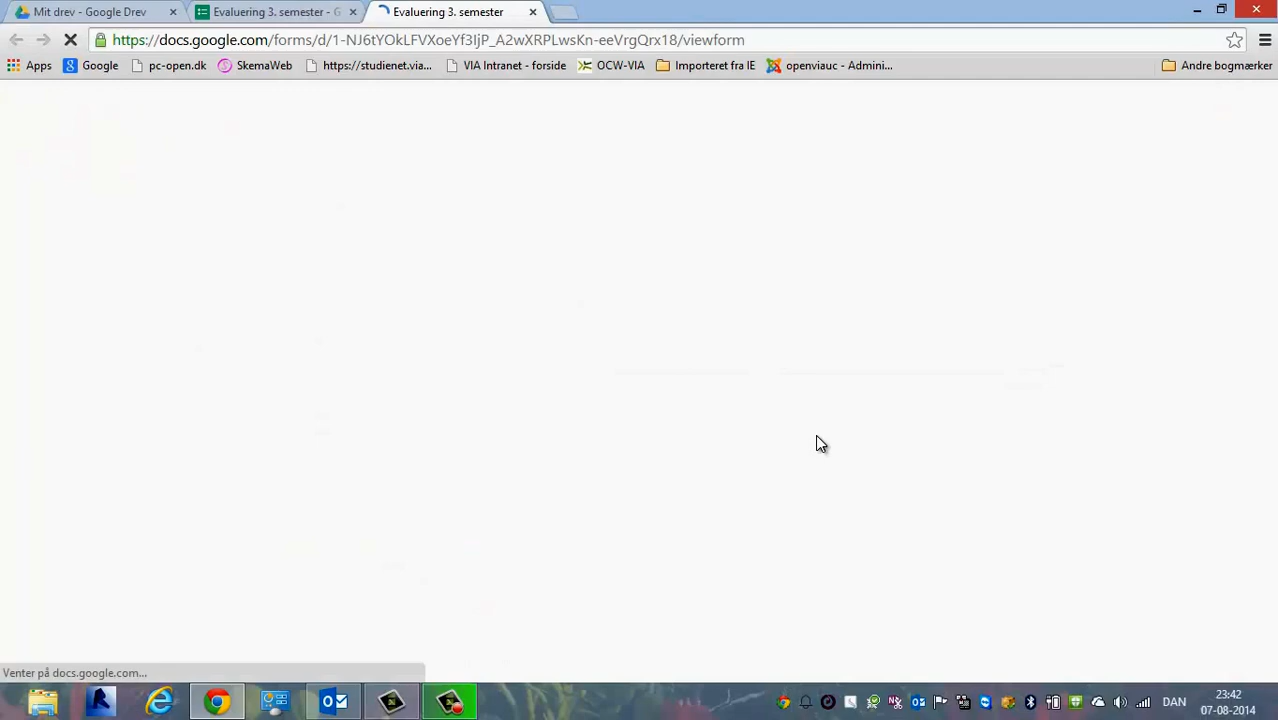 Mit drev - Google Drev
Evaluering 3. semester - G
Evaluering 3. semester
https://docs.google.com/forms/d/1-NJ6tYOkLFVXoeYf3IjP_A2wXRPLwsKn-eeVrgQrx18/viewform
Apps
Google
pc-open.dk
SkemaWeb
https://studienet.via...
VIA Intranet - forside
OCW-VIA
Importeret fra IE
openviauc - Admini...
Andre bogmærker
Venter på docs.google.com...
DAN
23:42
07-08-2014